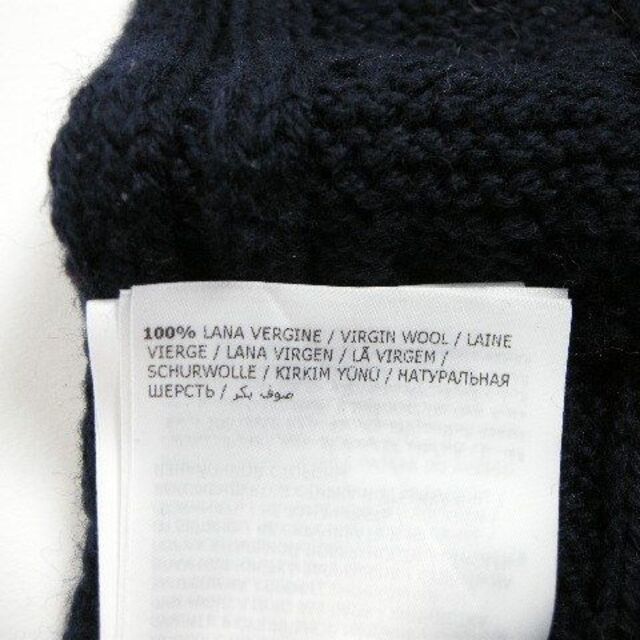 100% LANA VERGINE / VIRGIN WOOL / LAINE
VIERGE / LANA VIRGEN / LÃ VIRGEM /
SCHURWOLLE / KIRKIM YÜNÜ / НАТУРАЛЬНАЯ
ШЕРСТЬ / صوف بكر